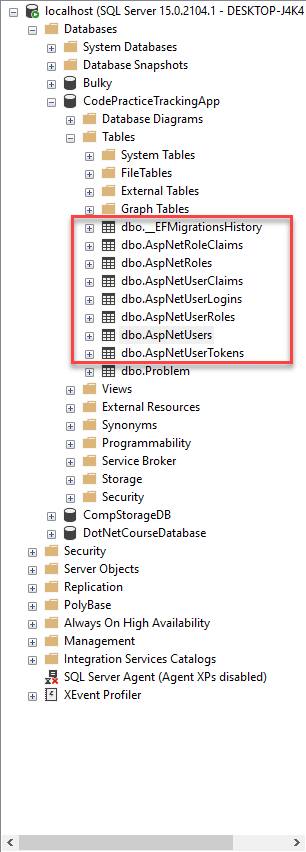 localhost (SQL Server 15.0.2104.1 - DESKTOP-J4K4
Databases
System Databases
Database Snapshots
Bulky
CodePracticeTrackingApp
Database Diagrams
Tables
System Tables
FileTables
External Tables
Graph Tables
dbo.__EFMigrationsHistory
dbo.AspNetRoleClaims
dbo.AspNetRoles
dbo.AspNetUserClaims
dbo.AspNetUserLogins
dbo.AspNetUserRoles
dbo.AspNetUsers
dbo.AspNetUserTokens
dbo.Problem
Views
External Resources
Synonyms
Programmability
Service Broker
Storage
Security
CompStorageDB
DotNetCourseDatabase
Security
Server Objects
Replication
PolyBase
Always On High Availability
Management
Integration Services Catalogs
SQL Server Agent (Agent XPs disabled)
XEvent Profiler